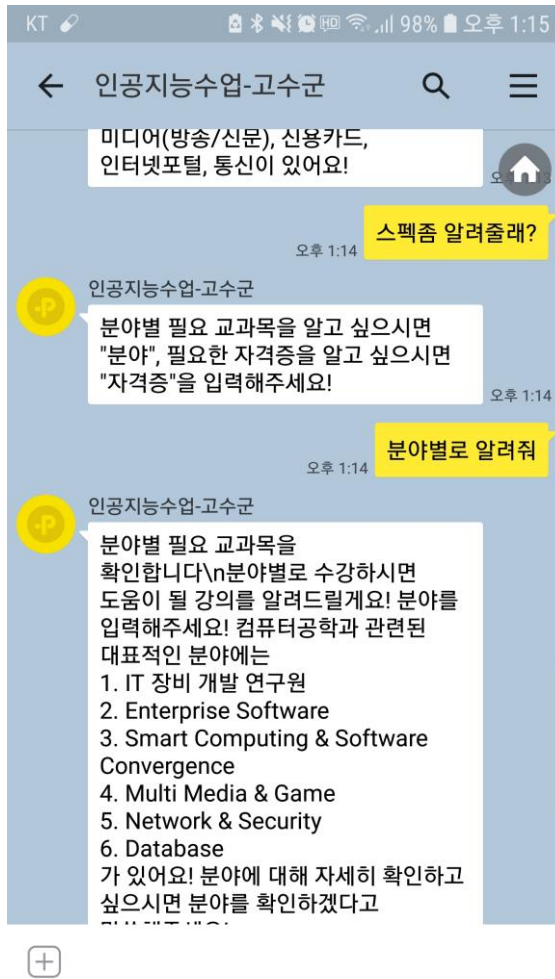 KT
HD
98%
오후 1:15
인공지능수업-고수군
미디어(방송/신문), 신용카드,
인터넷포털, 통신이 있어요!
스펙좀 알려줄래?
오후 1:14
인공지능수업-고수군
분야별 필요 교과목을 알고 싶으시면
"분야", 필요한 자격증을 알고 싶으시면
"자격증"을 입력해주세요!
오후 1:14
분야별로 알려줘
오후 1:14
인공지능수업-고수군
분야별 필요 교과목을
확인합니다\n분야별로 수강하시면
도움이 될 강의를 알려드릴게요! 분야를
입력해주세요! 컴퓨터공학과 관련된
대표적인 분야에는
1. IT 장비 개발 연구원
2. Enterprise Software
3. Smart Computing & Software
Convergence
4. Multi Media & Game
5. Network & Security
6. Database
가 있어요! 분야에 대해 자세히 확인하고
싶으시면 분야를 확인하겠다고